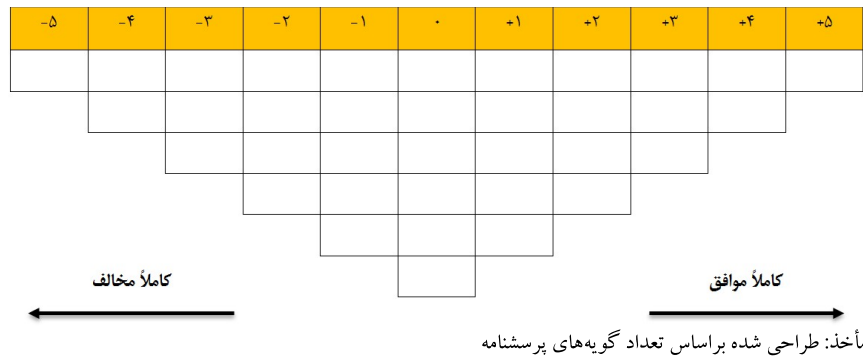 -۵ -۴ -۳ -۲ -۱ ۰ +۱ +۲ +۳ +۴ +۵
کاملاً موافق
کاملاً مخالف
مأخذ: طراحی شده براساس تعداد گویه‌های پرسشنامه